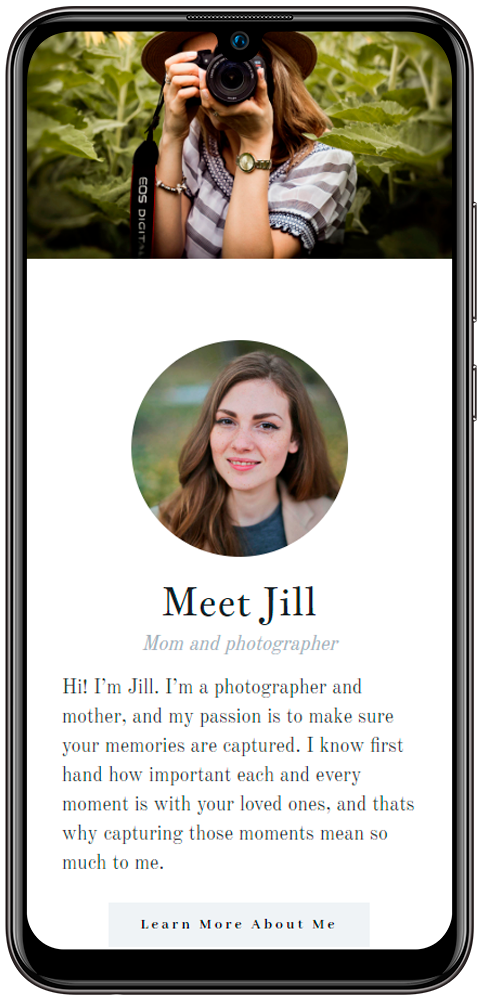 EOS DIGITAL
Meet Jill
Mom and photographer
Hi! I'm Jill. I'm a photographer and
mother, and my passion is to make sure
your memories are captured. I know first
hand how important each and every
moment is with your loved ones, and thats
why capturing those moments mean so
much to me.
Learn More About Me